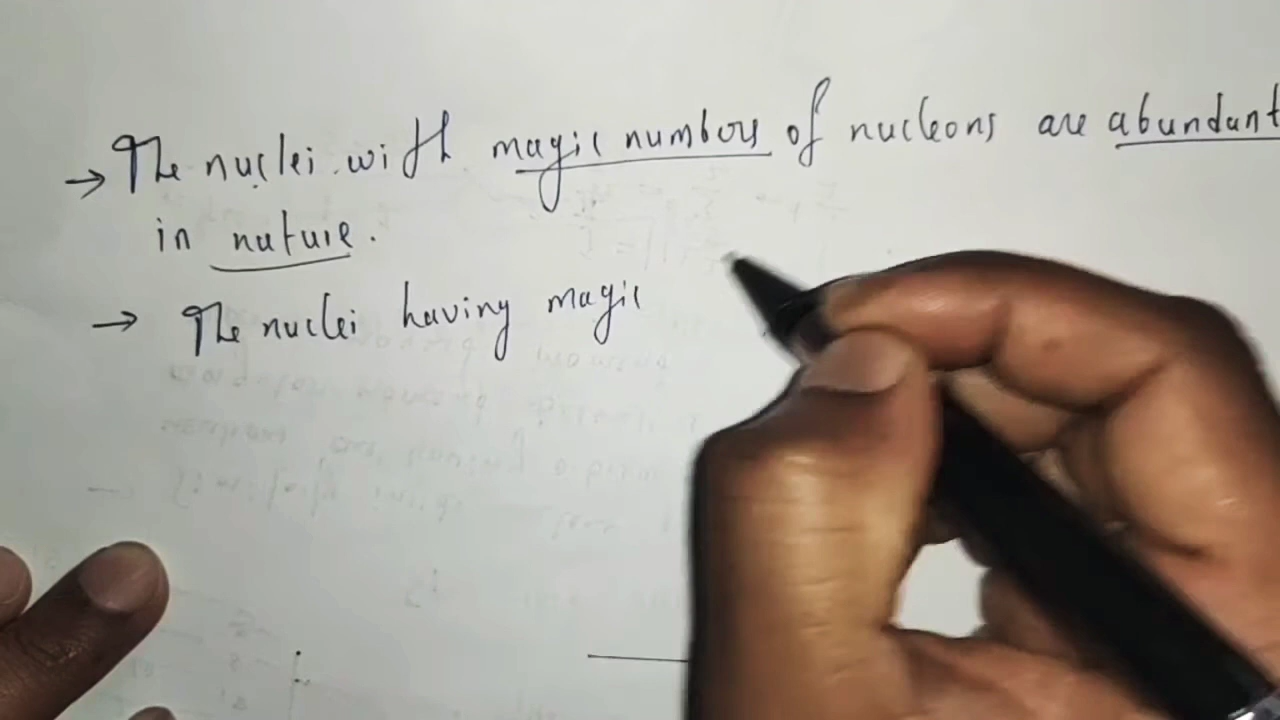 → The nuclei with magic numbers of nucleons are abundant
in nature.
→ The nuclei having magic